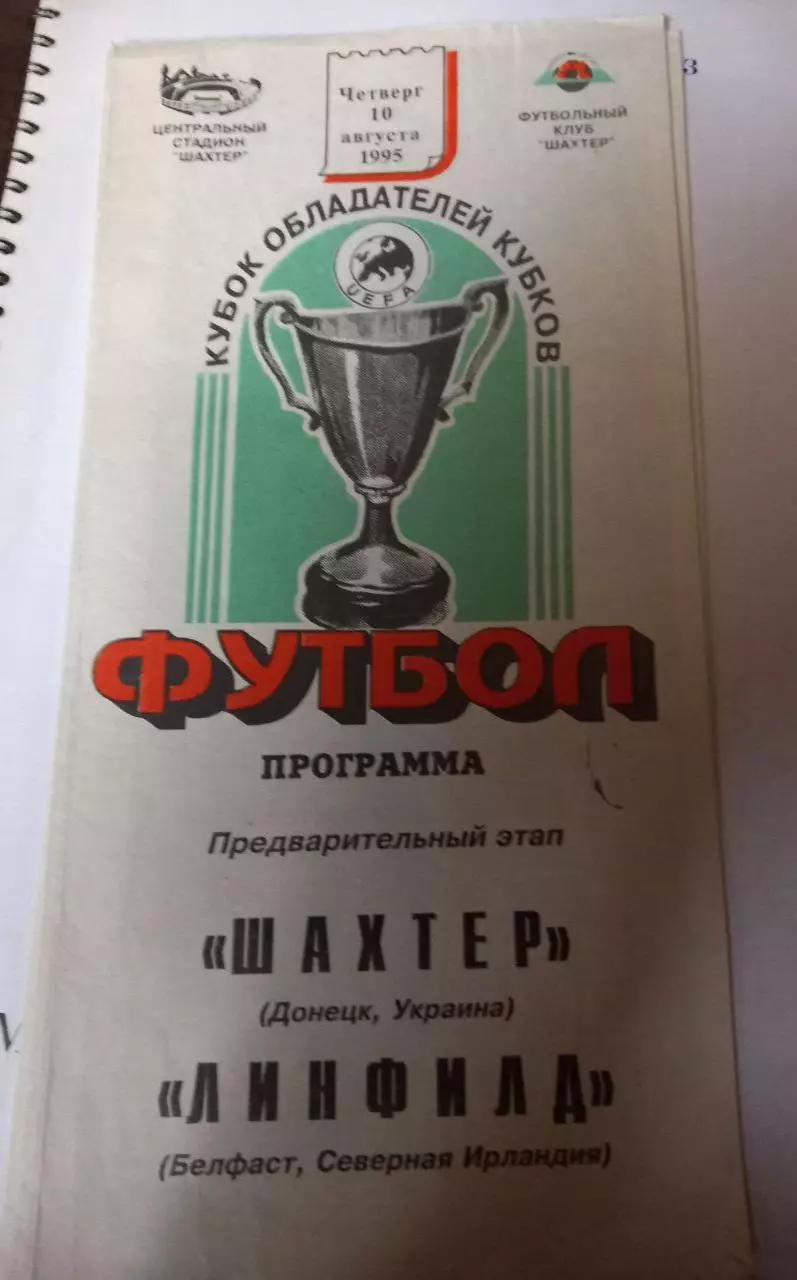 ЦЕНТРАЛЬНЫЙ
СТАДИОН
"ШАХТЕР"
Четверг
10
августа
1995
ФУТБОЛЬНЫЙ
КЛУБ
"ШАХТЕР"
3
КУБОК ОБЛАДАТЕЛЕЙ КУБКОВ
UEFA
ФУТБОЛ
ПРОГРАММА
Предварительный этап
«ШАХТЕР»
(Донецк, Украина)
«ЛИНФИЛД»
(Белфаст, Северная Ирландия)